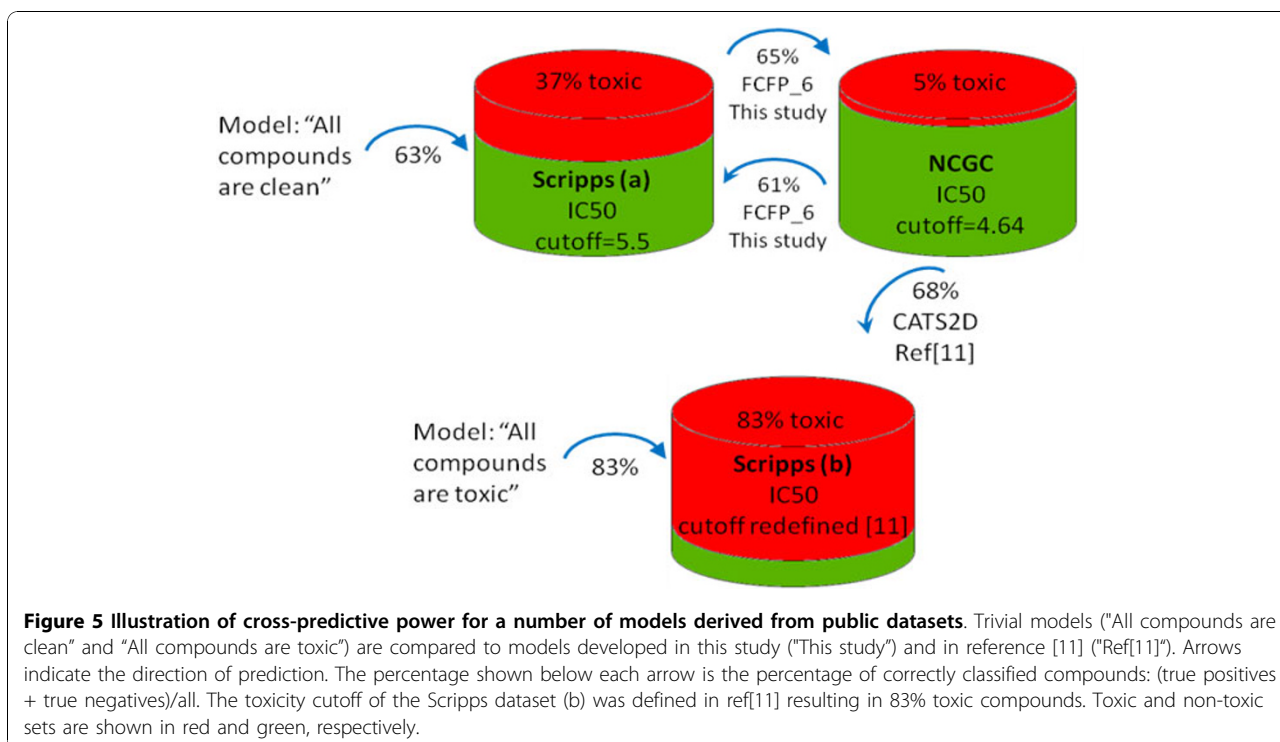 65%
FCFP_6
This study
37% toxic
5% toxic
Model: “All
compounds
are clean”
63%
Scripps (a)
IC50
cutoff=5.5
61%
FCFP_6
This study
NCGC
IC50
cutoff=4.64
68%
CATS2D
Ref[11]
Model: “All
compounds
are toxic”
83%
83% toxic
Scripps (b)
IC50
cutoff redefined [11]
Figure 5 Illustration of cross-predictive power for a number of models derived from public datasets. Trivial models ("All compounds are
clean” and “All compounds are toxic”) are compared to models developed in this study ("This study”) and in reference [11] ("Ref[11]“). Arrows
indicate the direction of prediction. The percentage shown below each arrow is the percentage of correctly classified compounds: (true positives
+ true negatives)/all. The toxicity cutoff of the Scripps dataset (b) was defined in ref[11] resulting in 83% toxic compounds. Toxic and non-toxic
sets are shown in red and green, respectively.